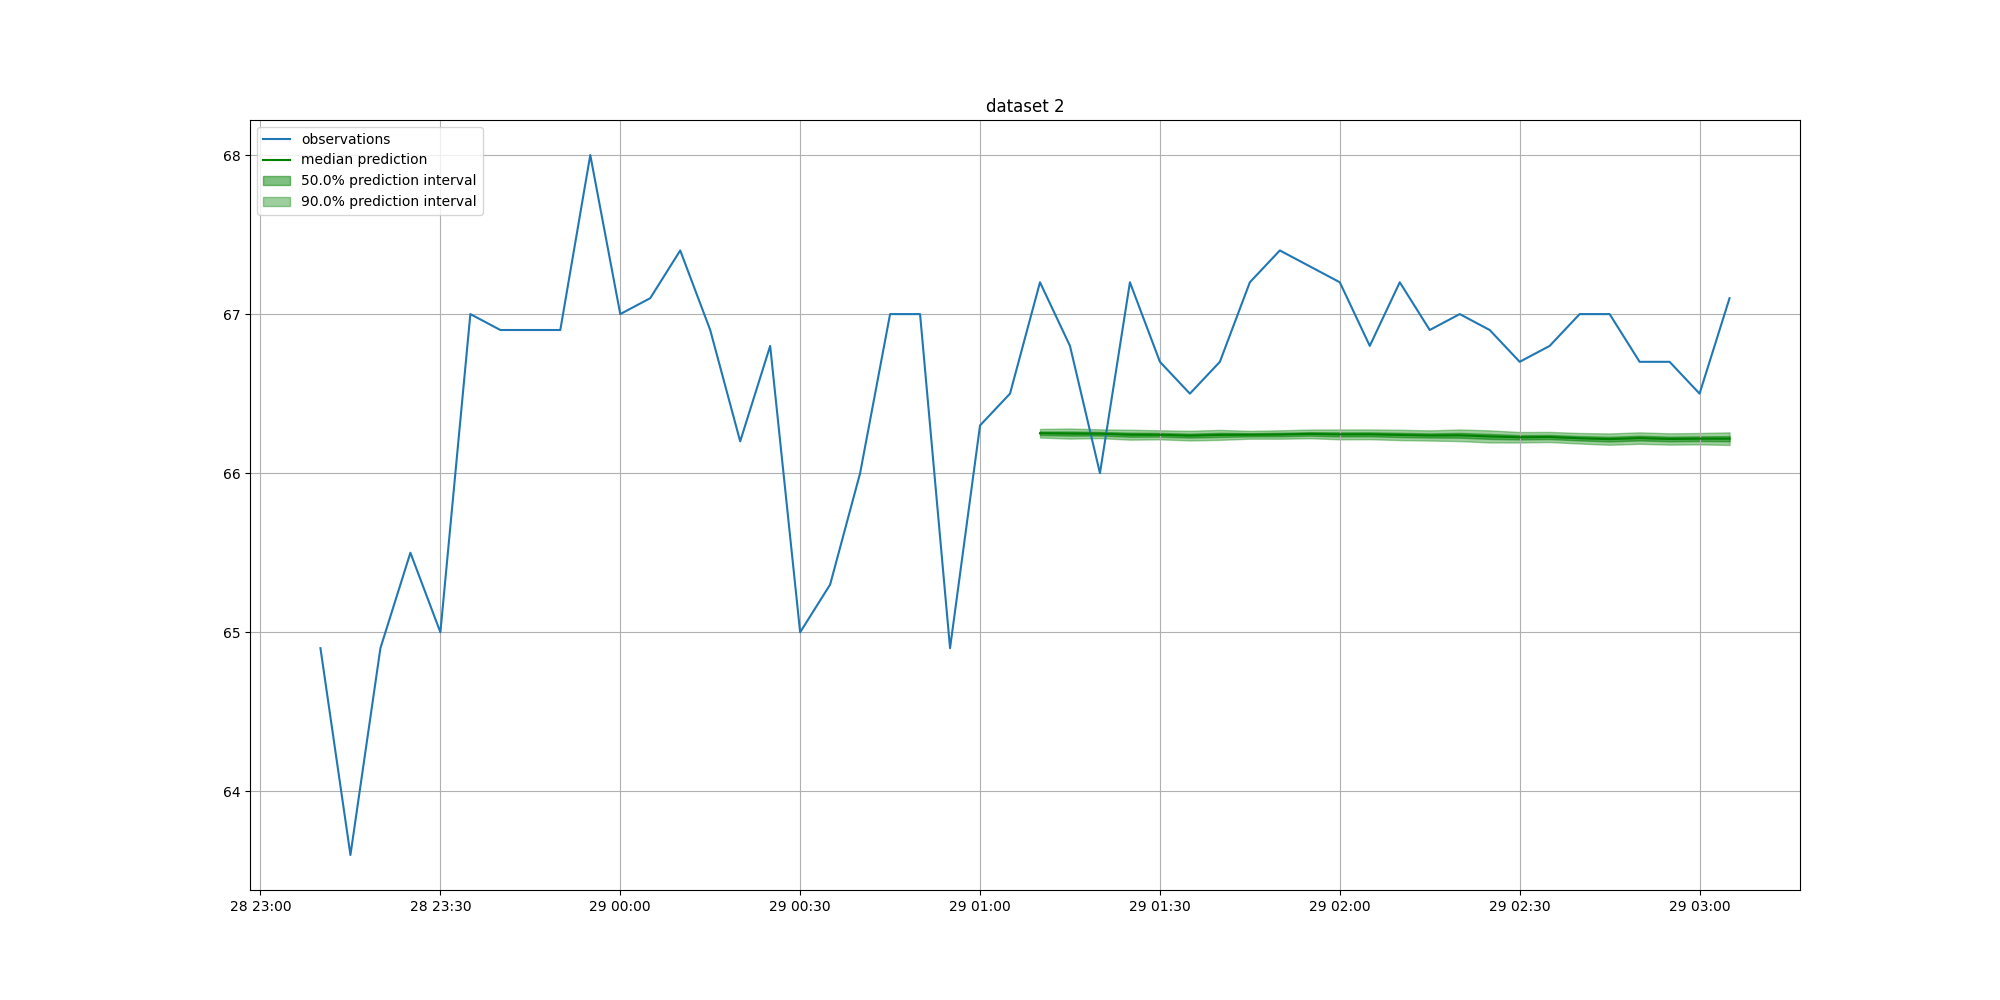 dataset 2
observations
median prediction
50.0% prediction interval
90.0% prediction interval
68
67
66
65
64
28 23:00 28 23:30 29 00:00 29 00:30 29 01:00 29 01:30 29 02:00 29 02:30 29 03:00